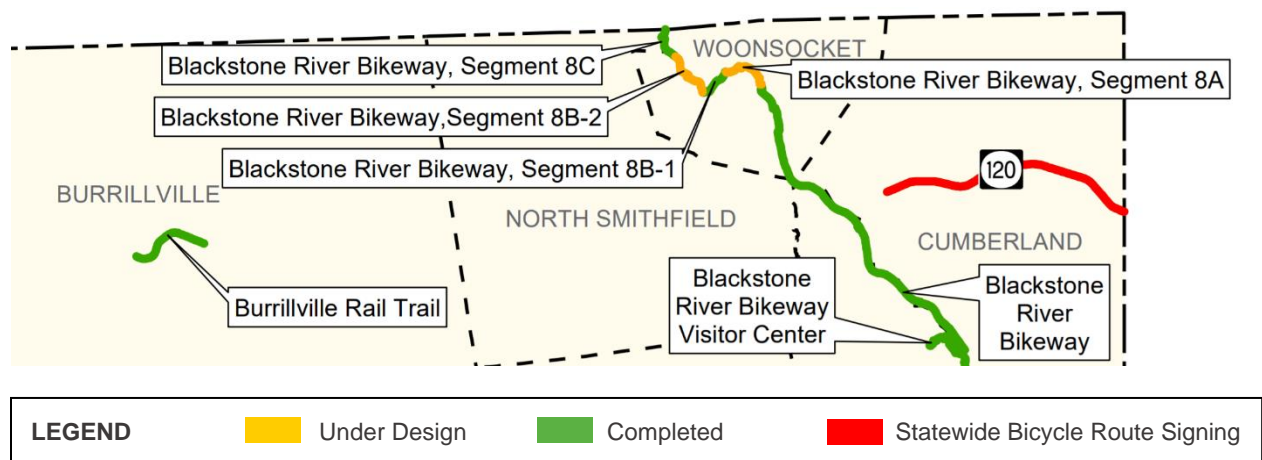 WOONSOCKET
Blackstone River Bikeway, Segment 8C
Blackstone River Bikeway, Segment 8A
Blackstone River Bikeway,Segment 8B-2
Blackstone River Bikeway, Segment 8B-1
120
BURRILLVILLE
NORTH SMITHFIELD
CUMBERLAND
Burrillville Rail Trail
Blackstone
River Bikeway
Visitor Center
Blackstone
River
Bikeway
LEGEND Under Design Completed Statewide Bicycle Route Signing